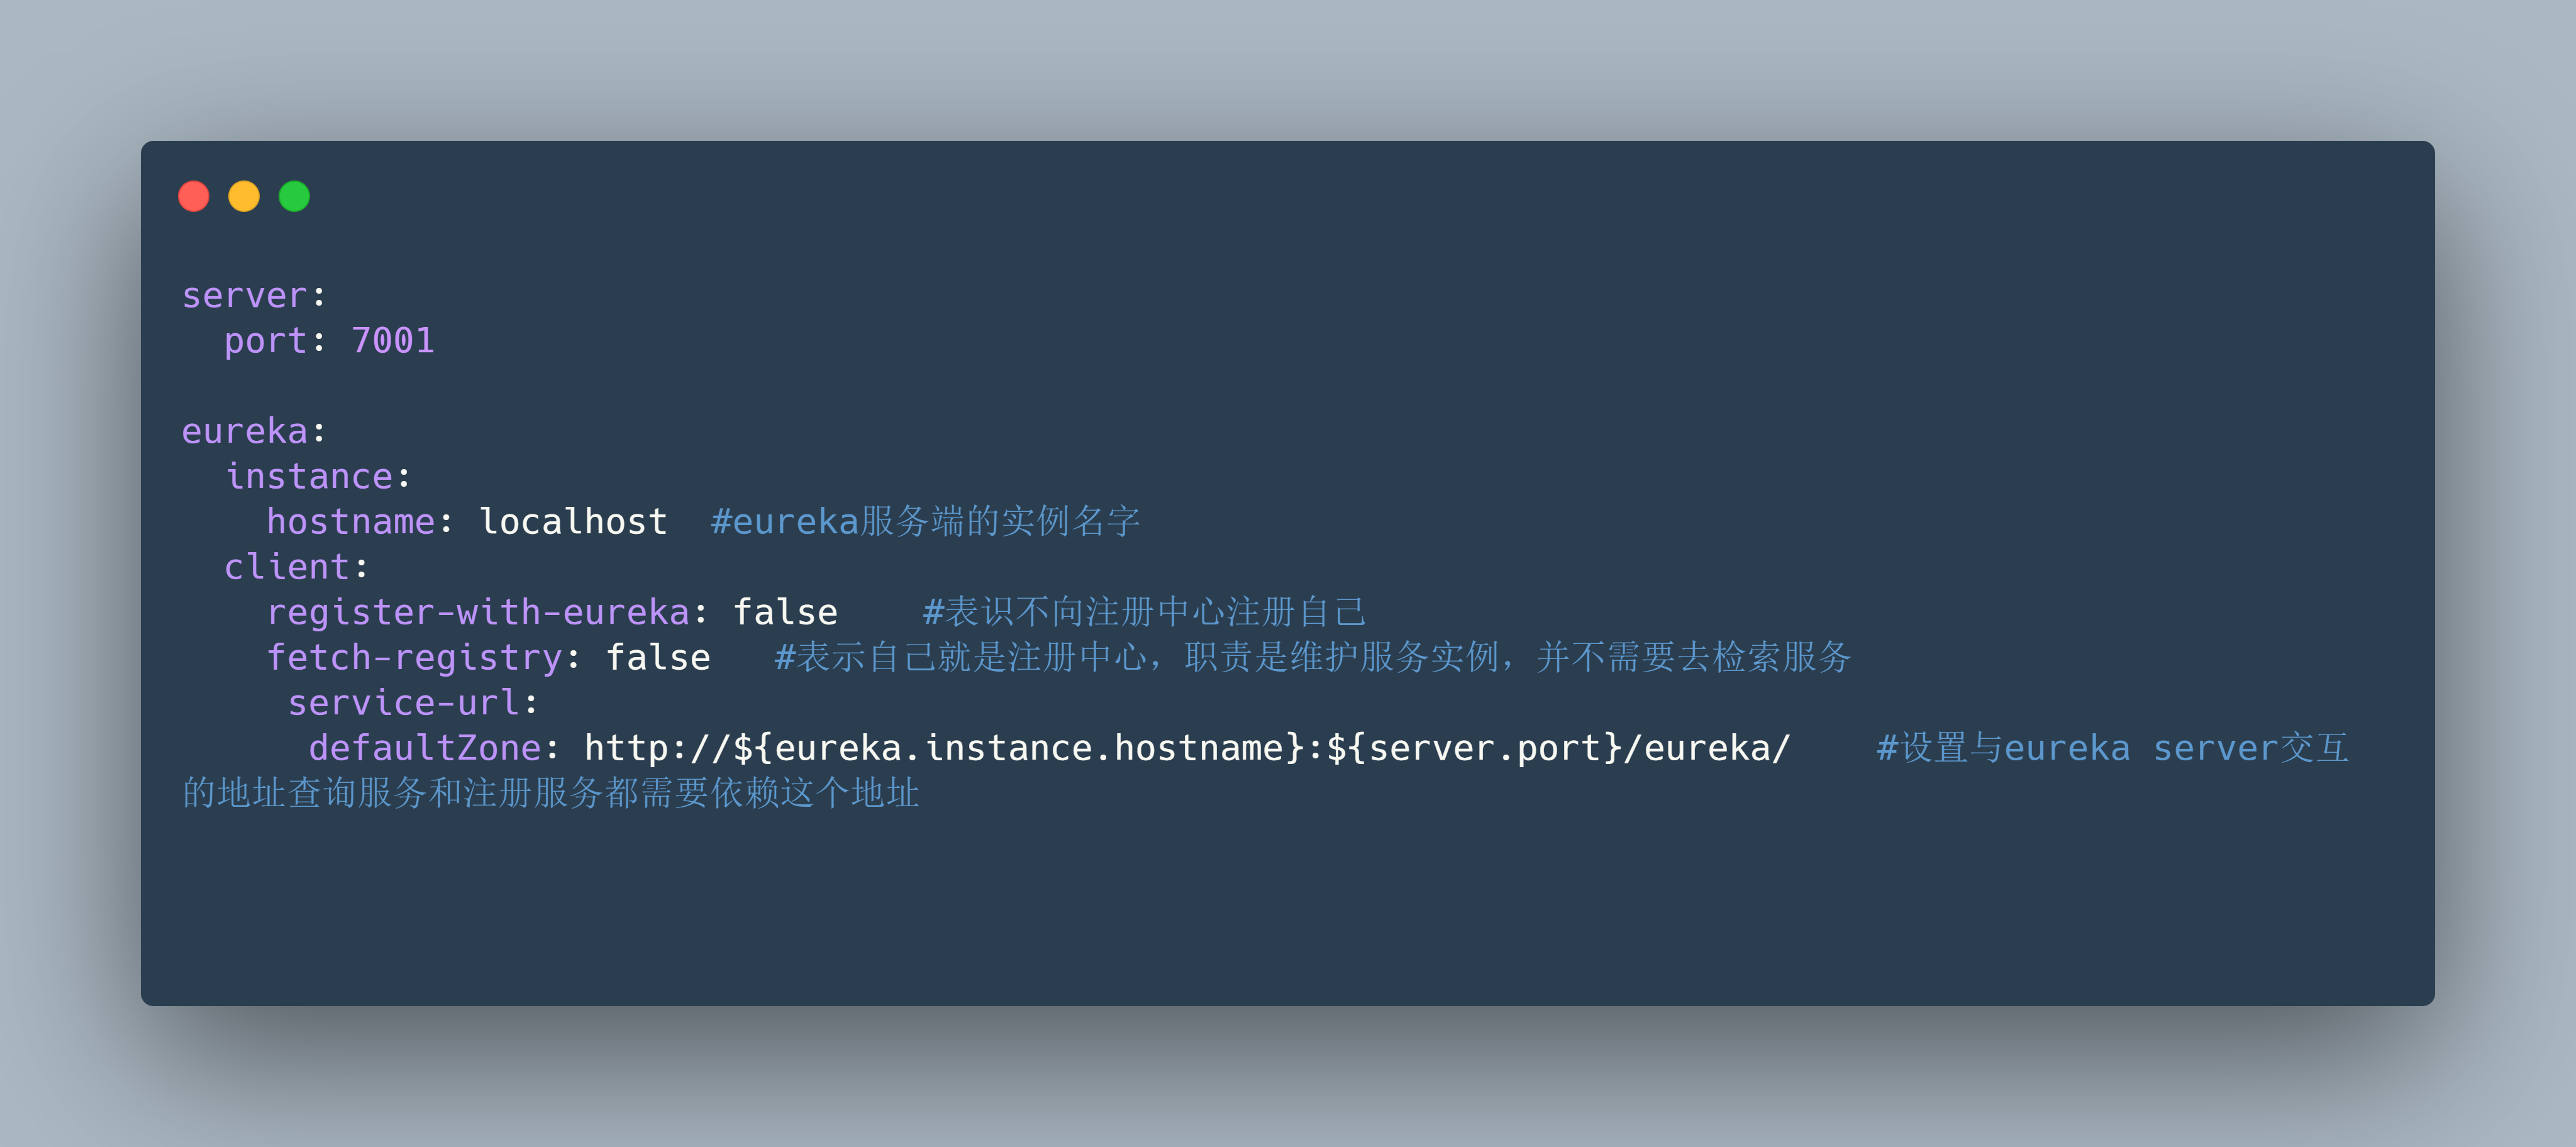 server:
  port: 7001

eureka:
  instance:
    hostname: localhost  #eureka服务端的实例名字
  client:
    register-with-eureka: false    #表识不向注册中心注册自己
    fetch-registry: false   #表示自己就是注册中心，职责是维护服务实例，并不需要去检索服务
     service-url:
      defaultZone: http://${eureka.instance.hostname}:${server.port}/eureka/    #设置与eureka server交互
的地址查询服务和注册服务都需要依赖这个地址